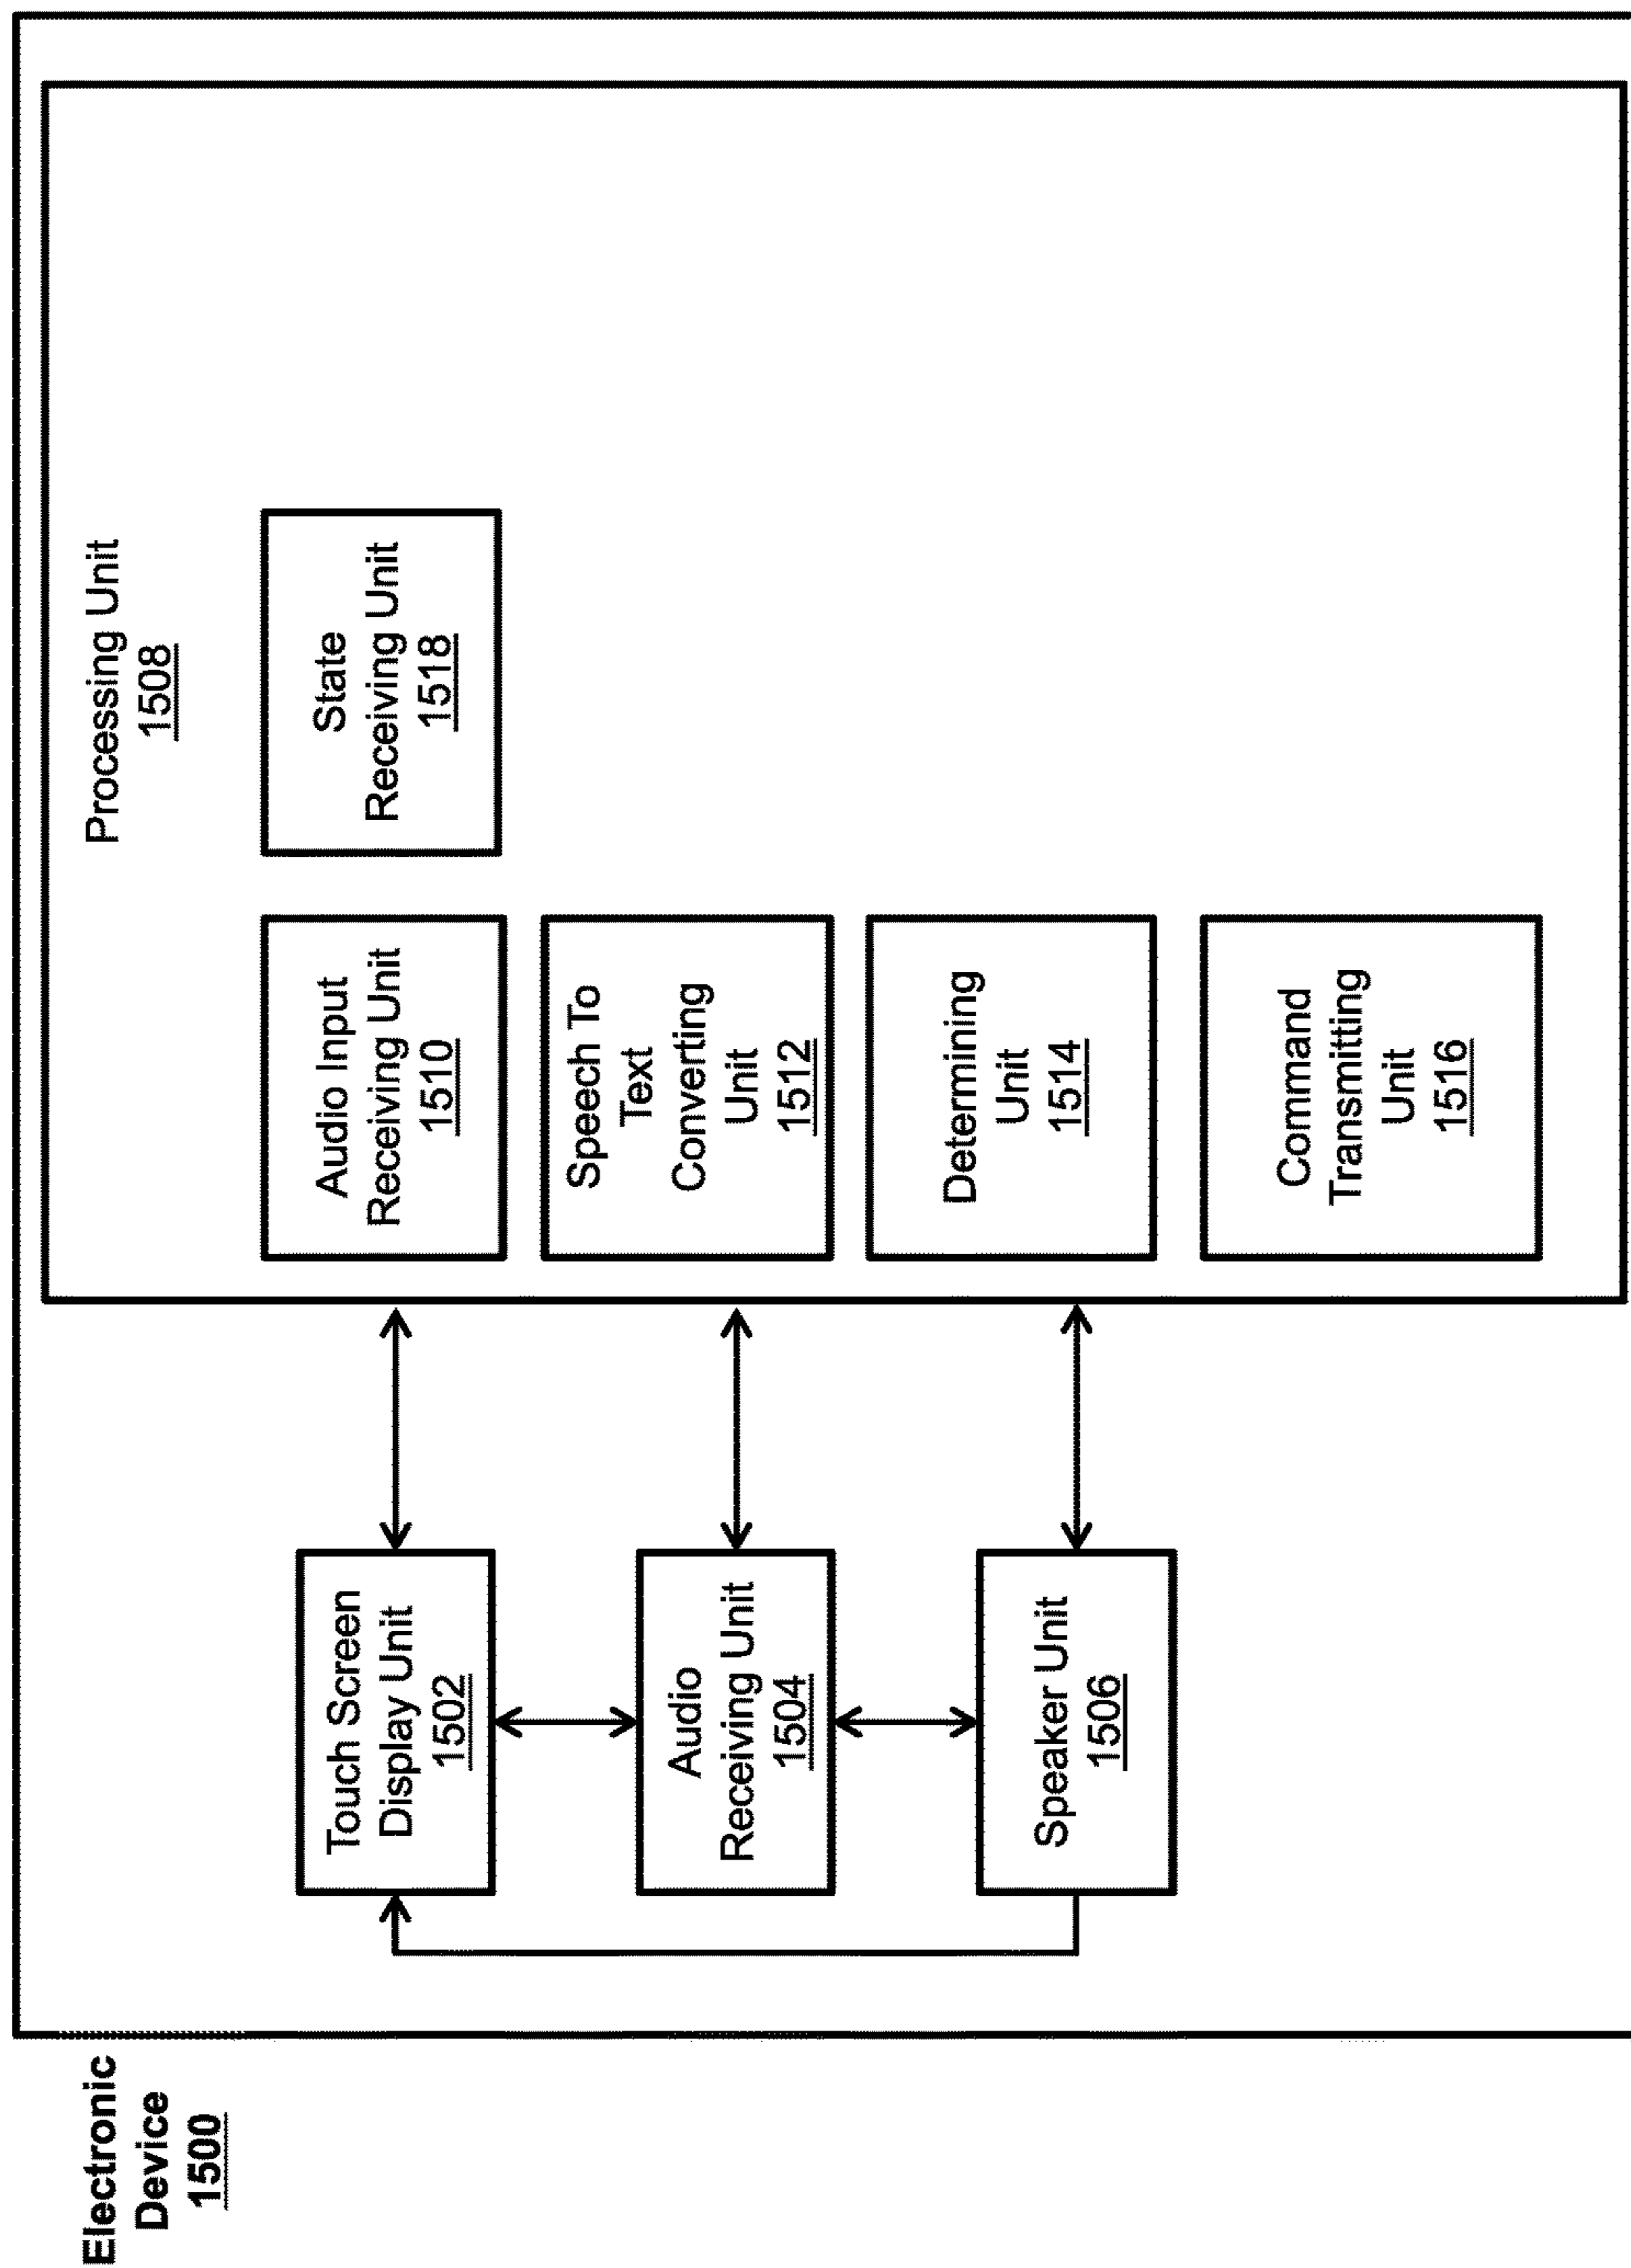 Electronic
Device
1500
Touch Screen
Display Unit
1502
Audio
Receiving Unit
1504
Speaker Unit
1506
Processing Unit
1508
Audio Input
Receiving Unit
1510
Speech To
Text
Converting
Unit
1512
Determining
Unit
1514
Command
Transmitting
Unit
1516
State
Receiving Unit
1518